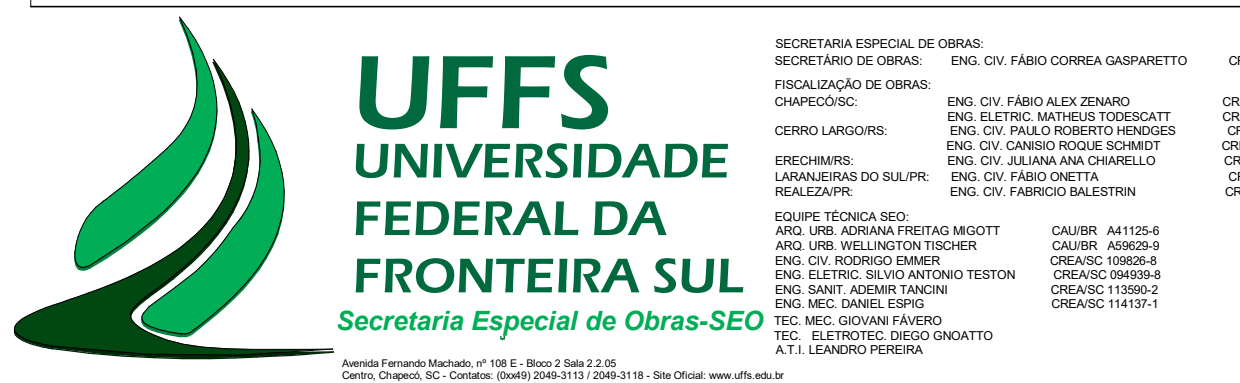 UFFS
UNIVERSIDADE
FEDERAL DA
FRONTEIRA SUL
Secretaria Especial de Obras-SEO
Avenida Fernando Machado, nº 108 E - Bloco 2 Sala 2.2.05
Centro, Chapecó, SC - Contatos: (0xx49) 2049-3113 / 2049-3118 - Site Oficial: www.uffs.edu.br
SECRETARIA ESPECIAL DE OBRAS:
SECRETÁRIO DE OBRAS: ENG. CIV. FÁBIO CORREA GASPARETTO
FISCALIZAÇÃO DE OBRAS:
CHAPECÓ/SC: ENG. CIV. FÁBIO ALEX ZENARO
ENG. ELETRIC. MATHEUS TODESCATT
CERRO LARGO/RS: ENG. CIV. PAULO ROBERTO HENDGES
ENG. CIV. CANISIO ROQUE SCHMIDT
ERECHIM/RS: ENG. CIV. JULIANA ANA CHIARELLO
LARANJEIRAS DO SUL/PR: ENG. CIV. FÁBIO ONETTA
REALEZA/PR: ENG. CIV. FABRICIO BALESTRIN
EQUIPE TÉCNICA SEO:
ARQ. URB. ADRIANA FREITAG MIGOTT CAU/BR A41125-6
ARQ. URB. WELLINGTON TISCHER CAU/BR A59629-9
ENG. CIV. RODRIGO EMMER CREA/SC 109826-8
ENG. ELETRIC. SILVIO ANTONIO TESTON CREA/SC 094939-8
ENG. SANIT. ADEMIR TANCINI CREA/SC 113590-2
ENG. MEC. DANIEL ESPIG CREA/SC 114137-1
TEC. MEC. GIOVANI FÁVERO
TEC. ELETROTEC. DIEGO GNOATTO
A.T.I. LEANDRO PEREIRA